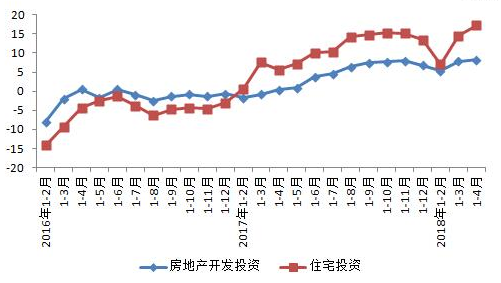 20
15
10
5
0
-5
-10
-15
-20
2016年1-2月
1-3月
1-4月
1-5月
1-6月
1-7月
1-8月
1-9月
1-10月
1-11月
1-12月
2017年1-2月
1-3月
1-4月
1-5月
1-6月
1-7月
1-8月
1-9月
1-10月
1-11月
1-12月
2018年1-2月
1-3月
1-4月
房地产开发投资 住宅投资